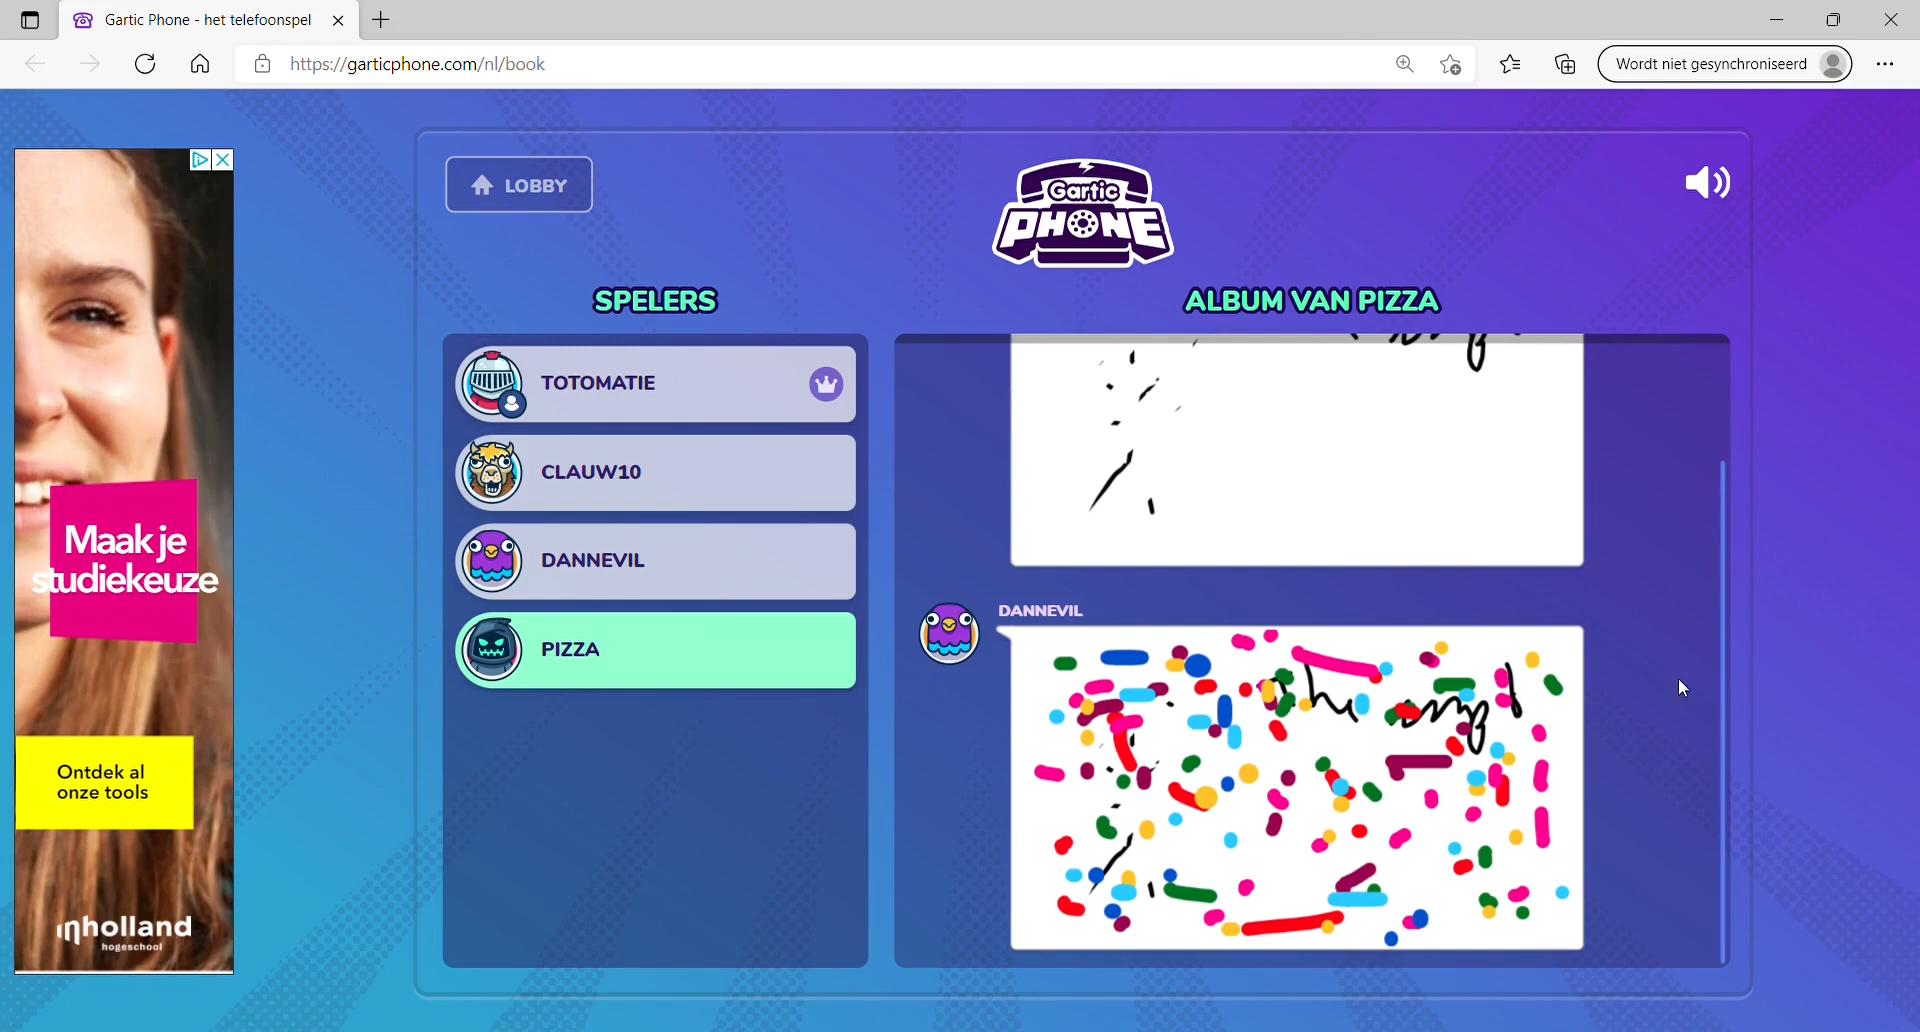 Gartic Phone - het telefoonspel
https://garticphone.com/nl/book
Wordt niet gesynchroniseerd
LOBBY
Gartic
PHONE
SPELERS
ALBUM VAN PIZZA
TOTOMATIE
CLAUW10
DANNEVIL
PIZZA
DANNEVIL
Maak je
studiekeuze
Ontdek al
onze tools
inholland
hogeschool